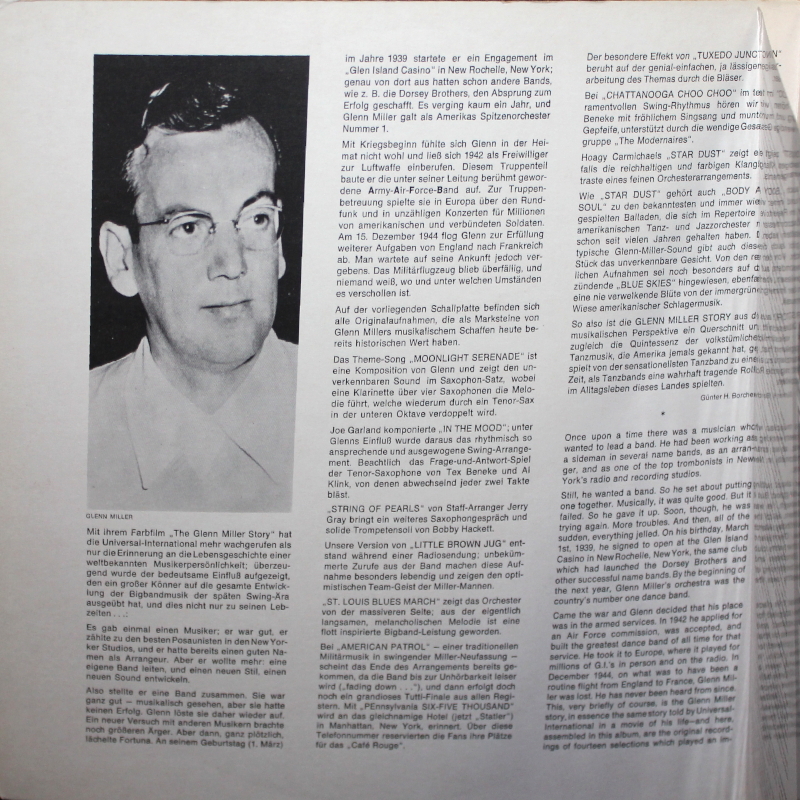 GLENN MILLER
Mit ihrem Farbfilm „The Glenn Miller Story" hat
die Universal-International mehr wachgerufen als
nur die Erinnerung an die Lebensgeschichte einer
weltbekannten Musikerpersönlichkeit; überzeu-
gend wurde der bedeutsame Einfluß aufgezeigt,
den ein großer Könner auf die gesamte Entwick-
lung der Bigbandmusik der späten Swing-Ära
ausgeübt hat, und dies nicht nur zu seinen Leb-
zeiten . . .:
Es gab einmal einen Musiker; er war gut, er
zählte zu den besten Posaunisten in den New Yor-
ker Studios, und er hatte bereits einen guten Na-
men als Arrangeur. Aber er wollte mehr: eine
eigene Band leiten, und einen neuen Stil, einen
neuen Sound entwickeln.
Also stellte er eine Band zusammen. Sie war
ganz gut – musikalisch gesehen, aber sie hatte
keinen Erfolg. Glenn löste sie daher wieder auf.
Ein neuer Versuch mit anderen Musikern brachte
noch größeren Ärger. Aber dann, ganz plötzlich,
lächelte Fortuna. An seinem Geburtstag (1. März)
im Jahre 1939 startete er ein Engagement im
„Glen Island Casino" in New Rochelle, New York;
genau von dort aus hatten schon andere Bands,
wie z. B. die Dorsey Brothers, den Absprung zum
Erfolg geschafft. Es verging kaum ein Jahr, und
Glenn Miller galt als Amerikas Spitzenorchester
Nummer 1.
Mit Kriegsbeginn fühlte sich Glenn in der Hei-
mat nicht wohl und ließ sich 1942 als Freiwilliger
zur Luftwaffe einberufen. Diesem Truppenteil
baute er die unter seiner Leitung berühmt gewor-
dene Army-Air-Force-Band auf. Zur Truppen-
betreuung spielte sie in Europa über den Rund-
funk und in unzähligen Konzerten für Millionen
von amerikanischen und verbündeten Soldaten.
Am 15. Dezember 1944 flog Glenn zur Erfüllung
weiterer Aufgaben von England nach Frankreich
ab. Man wartete auf seine Ankunft jedoch ver-
gebens. Das Militärflugzeug blieb überfällig, und
niemand weiß, wo und unter welchen Umständen
es verschollen ist.
Auf der vorliegenden Schallplatte befinden sich
alle Originalaufnahmen, die als Marksteine von
Glenn Millers musikalischem Schaffen heute be-
reits historischen Wert haben.
Das Theme-Song „MOONLIGHT SERENADE" ist
eine Komposition von Glenn und zeigt den un-
verkennbaren Sound im Saxophon-Satz, wobei
eine Klarinette über vier Saxophonen die Melo-
die führt, welche wiederum durch ein Tenor-Sax
in der unteren Oktave verdoppelt wird.
Joe Garland komponierte „IN THE MOOD"; unter
Glenns Einfluß wurde daraus das rhythmisch so
ansprechende und ausgewogene Swing-Arrange-
ment. Beachtlich das Frage-und-Antwort-Spiel
der Tenor-Saxophone von Tex Beneke und Al
Klink, von denen abwechselnd jeder zwei Takte
bläst.
„STRING OF PEARLS" von Staff-Arranger Jerry
Gray bringt ein weiteres Saxophongespräch und
solide Trompetensoli von Bobby Hackett.
Unsere Version von „LITTLE BROWN JUG" ent-
stand während einer Radiosendung; unbeküm-
merte Zurufe aus der Band machen diese Auf-
nahme besonders lebendig und zeigen den opti-
mistischen Team-Geist der Miller-Mannen.
„ST. LOUIS BLUES MARCH" zeigt das Orchester
von der massiveren Seite; aus der eigentlich
langsamen, melancholischen Melodie ist eine
flott inspirierte Bigband-Leistung geworden.
Bei „AMERICAN PATROL" – einer traditionellen
Militärmusik in swingender Miller-Neufassung –
scheint das Ende des Arrangements bereits ge-
kommen, da die Band bis zur Unhörbarkeit leiser
wird („fading down . . ."), und dann erfolgt doch
noch ein grandioses Tutti-Finale aus allen Regi-
stern. Mit „PEnnsylvania SIX-FIVE THOUSAND"
wird an das gleichnamige Hotel (jetzt „Statler")
in Manhattan, New York, erinnert. Über diese
Telefonnummer reservierten die Fans ihre Plätze
für das „Café Rouge".
Der besondere Effekt von „TUXEDO JUNCTION"
beruht auf der genial-einfachen, ja lässigen
arbeitung des Themas durch die Bläser.
Bei „CHATTANOOGA CHOO CHOO" im
ramentvollen Swing-Rhythmus hören wir
Beneke mit fröhlichem Singsang und
Gepfeife, unterstützt durch die wendige
gruppe „The Modernaires".
Hoagy Carmichaels „STAR DUST" zeigt
falls die reichhaltigen und farbigen
traste eines feinen Orchesterarrangements.
Wie „STAR DUST" gehört auch „BODY
SOUL" zu den bekanntesten und immer
gespielten Balladen, die sich im Repertoire
amerikanischen Tanz- und Jazzorchester
schon seit vielen Jahren gehalten haben.
typische Glenn-Miller-Sound gibt auch
Stück das unverkennbare Gesicht. Von den
lichen Aufnahmen sei noch besonders auf
zündende „BLUE SKIES" hingewiesen,
eine nie verwelkende Blüte von der immergrünen
Wiese amerikanischer Schlagermusik.
So also ist die GLENN MILLER STORY aus
musikalischen Perspektive ein Querschnitt
zugleich die Quintessenz der volkstümlichen
Tanzmusik, die Amerika jemals gekannt hat,
spielt von der sensationellsten Tanzband zu
Zeit, als Tanzbands eine wahrhaft tragende
im Alltagsleben dieses Landes spielten.
Günter H.
*
Once upon a time there was a musician who
wanted to lead a band. He had been working as
a sideman in several name bands, as an arran-
ger, and as one of the top trombonists in New
York's radio and recording studios.
Still, he wanted a band. So he set about putting
one together. Musically, it was quite good. But it
failed. So he gave it up. Soon, though, he was
trying again. More troubles. And then, all of the
sudden, everything jelled. On his birthday, March
1st, 1939, he signed to open at the Glen Island
Casino in New Rochelle, New York, the same club
which had launched the Dorsey Brothers and
other successful name bands. By the beginning of
the next year, Glenn Miller's orchestra was the
country's number one dance band.
Came the war and Glenn decided that his place
was in the armed services. In 1942 he applied for
an Air Force commission, was accepted, and
built the greatest dance band of all time for that
service. He took it to Europe, where it played for
millions of G.I.'s in person and on the radio. In
December 1944, on what was to have been a
routine flight from England to France, Glenn Mil-
ler was lost. He has never been heard from since.
This, very briefly of course, is the Glenn Miller
story, in essence the same story told by Universal-
International in a movie of his life—and here,
assembled in this album, are the original record-
ings of fourteen selections which played an im-